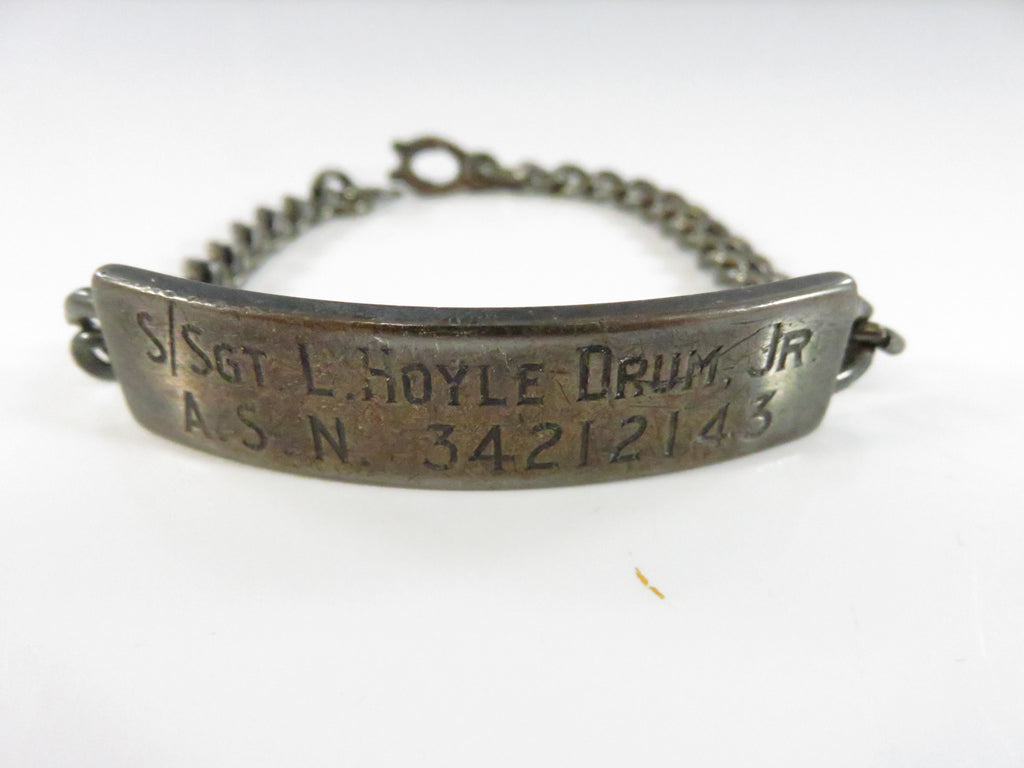 S/SGT L. HOYLE DRUM, JR.
A.S.N. 34212143